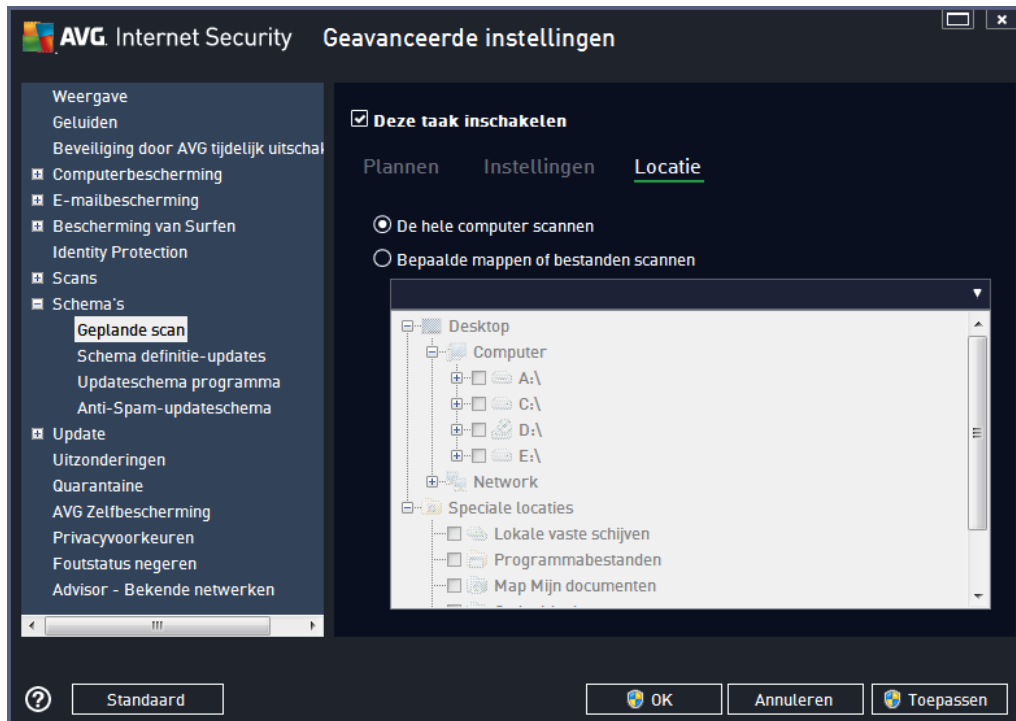 AVG. Internet Security Geavanceerde instellingen
Weergave
Geluiden
Beveiliging door AVG tijdelijk
Computerbescherming
E-mailbescherming
Bescherming van Surfen
Identity Protection
Scans
Schema's
Geplande scan
Schema definitie-updates
Updateschema programma
Anti-Spam-updateschema
Update
Uitzonderingen
Quarantaine
AVG Zelfbescherming
Privacyvoorkeuren
Foutstatus negeren
Advisor - Bekende netwerken
Deze taak inschakelen
Plannen Instellingen Locatie
De hele computer scannen
Bepaalde mappen of bestanden scannen
Desktop
Computer
A:\
C:\
D:\
E:\
Network
Speciale locaties
Lokale vaste schijven
Programmabestanden
Map Mijn documenten
Standaard
OK Annuleren Toepassen